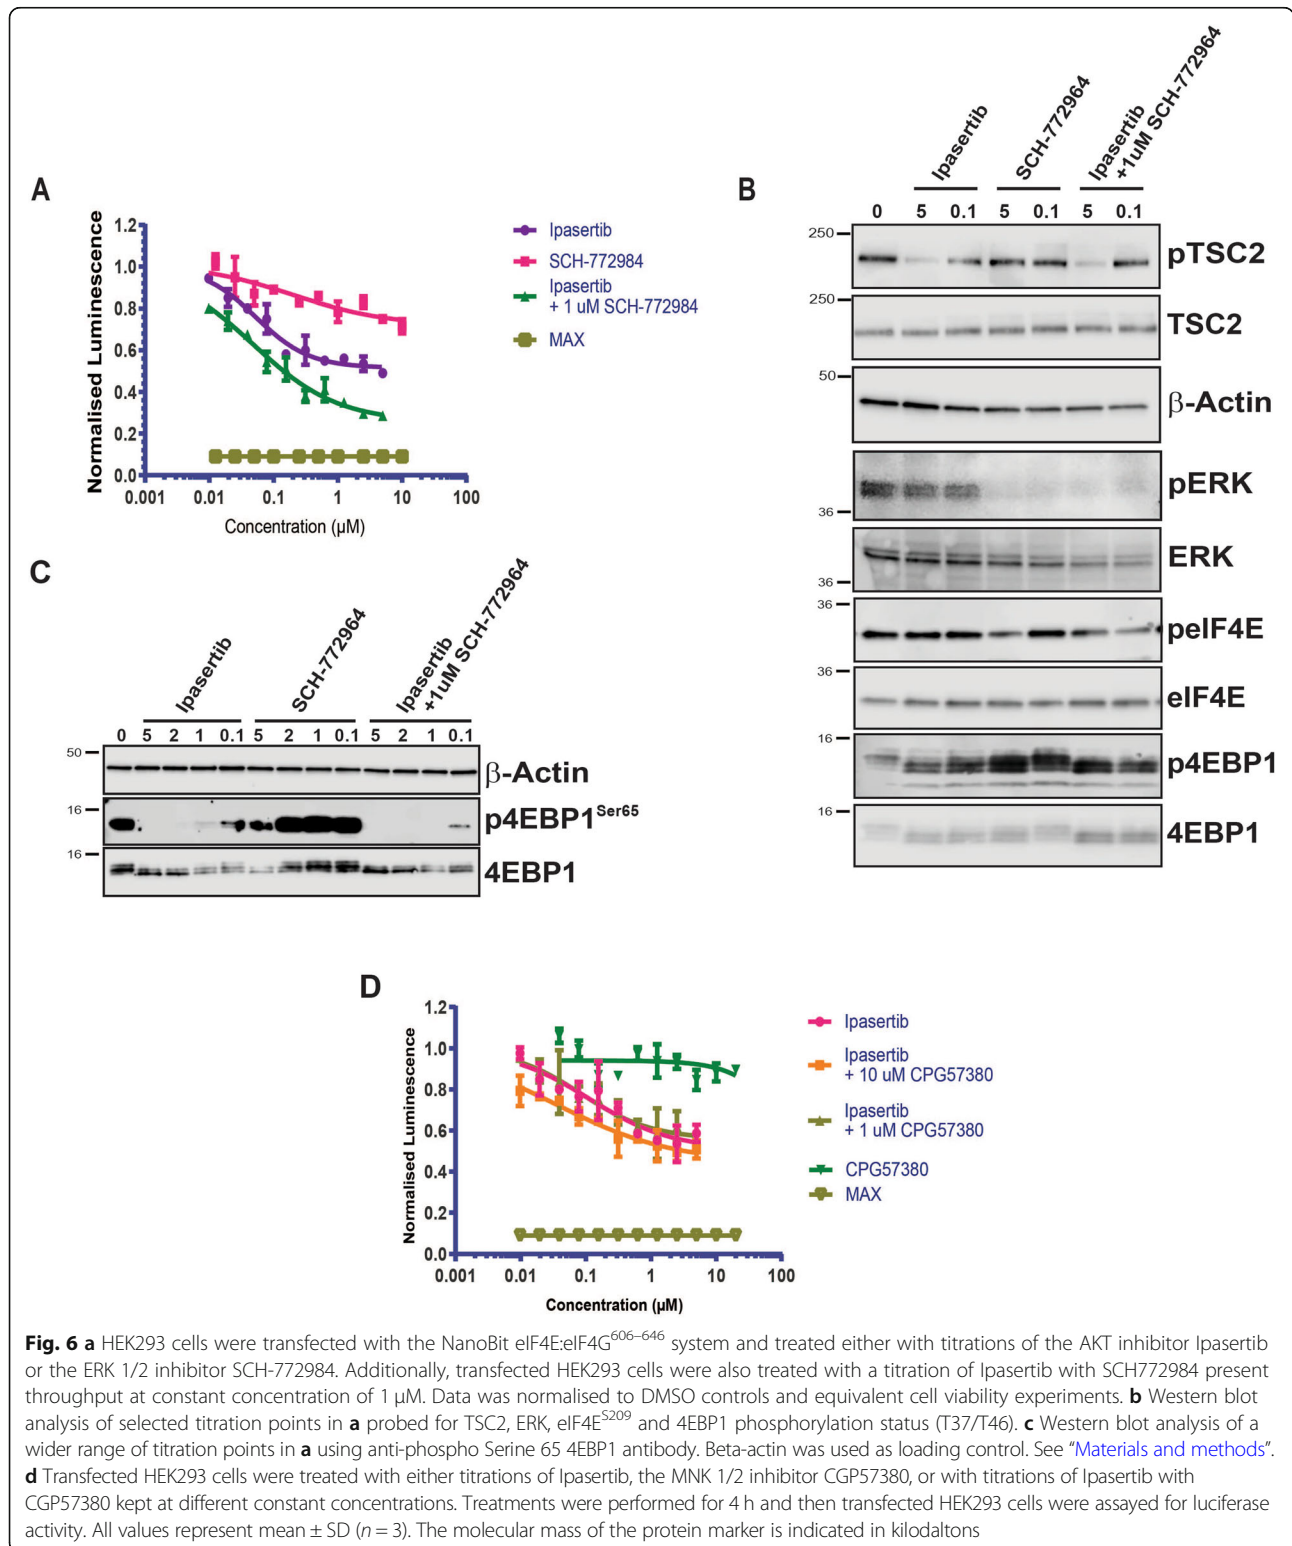 A
Normalised Luminescence
1.2
1.0
0.8
0.6
0.4
0.2
0.0
0.001 0.01 0.1 1 10 100
Concentration (µM)
Ipasertib
SCH-772984
Ipasertib
+ 1 uM SCH-772984
MAX
B
Ipasertib
SCH-772964
Ipasertib
+1uM SCH-772964
0 5 0.1 5 0.1 5 0.1
250 pTSC2
250 TSC2
50 β-Actin
36 pERK
36 ERK
36 peIF4E
36 eIF4E
16 p4EBP1
16 4EBP1
C
Ipasertib
SCH-772964
Ipasertib
+1uM SCH-772964
0 5 2 1 0.1 5 2 1 0.1 5 2 1 0.1
50 β-Actin
16 p4EBP1Ser65
16 4EBP1
D
Normalised Luminescence
1.2
1.0
0.8
0.6
0.4
0.2
0.0
0.001 0.01 0.1 1 10 100
Concentration (µM)
Ipasertib
Ipasertib
+ 10 uM CPG57380
Ipasertib
+ 1 uM CPG57380
CPG57380
MAX
Fig. 6 a HEK293 cells were transfected with the NanoBit eIF4E:eIF4G606–646 system and treated either with titrations of the AKT inhibitor Ipasertib
or the ERK 1/2 inhibitor SCH-772984. Additionally, transfected HEK293 cells were also treated with a titration of Ipasertib with SCH772984 present
throughput at constant concentration of 1 µM. Data was normalised to DMSO controls and equivalent cell viability experiments. b Western blot
analysis of selected titration points in a probed for TSC2, ERK, eIF4ES209 and 4EBP1 phosphorylation status (T37/T46). c Western blot analysis of a
wider range of titration points in a using anti-phospho Serine 65 4EBP1 antibody. Beta-actin was used as loading control. See “Materials and methods”.
d Transfected HEK293 cells were treated with either titrations of Ipasertib, the MNK 1/2 inhibitor CGP57380, or with titrations of Ipasertib with
CGP57380 kept at different constant concentrations. Treatments were performed for 4 h and then transfected HEK293 cells were assayed for luciferase
activity. All values represent mean ± SD (n = 3). The molecular mass of the protein marker is indicated in kilodaltons